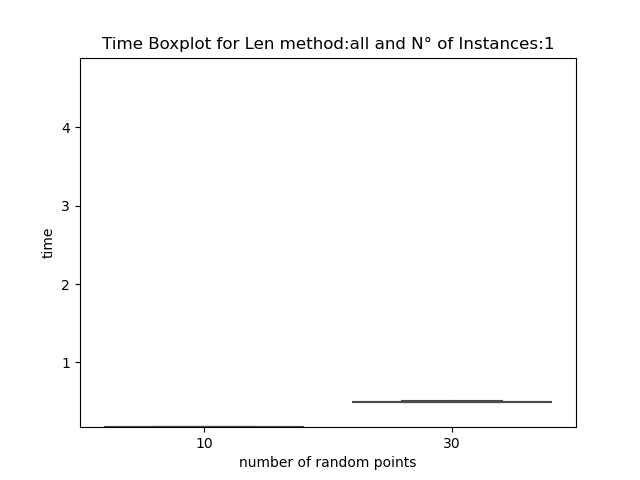 Time Boxplot for Len method:all and N° of Instances:1
time
4
3
2
1
10
30
number of random points